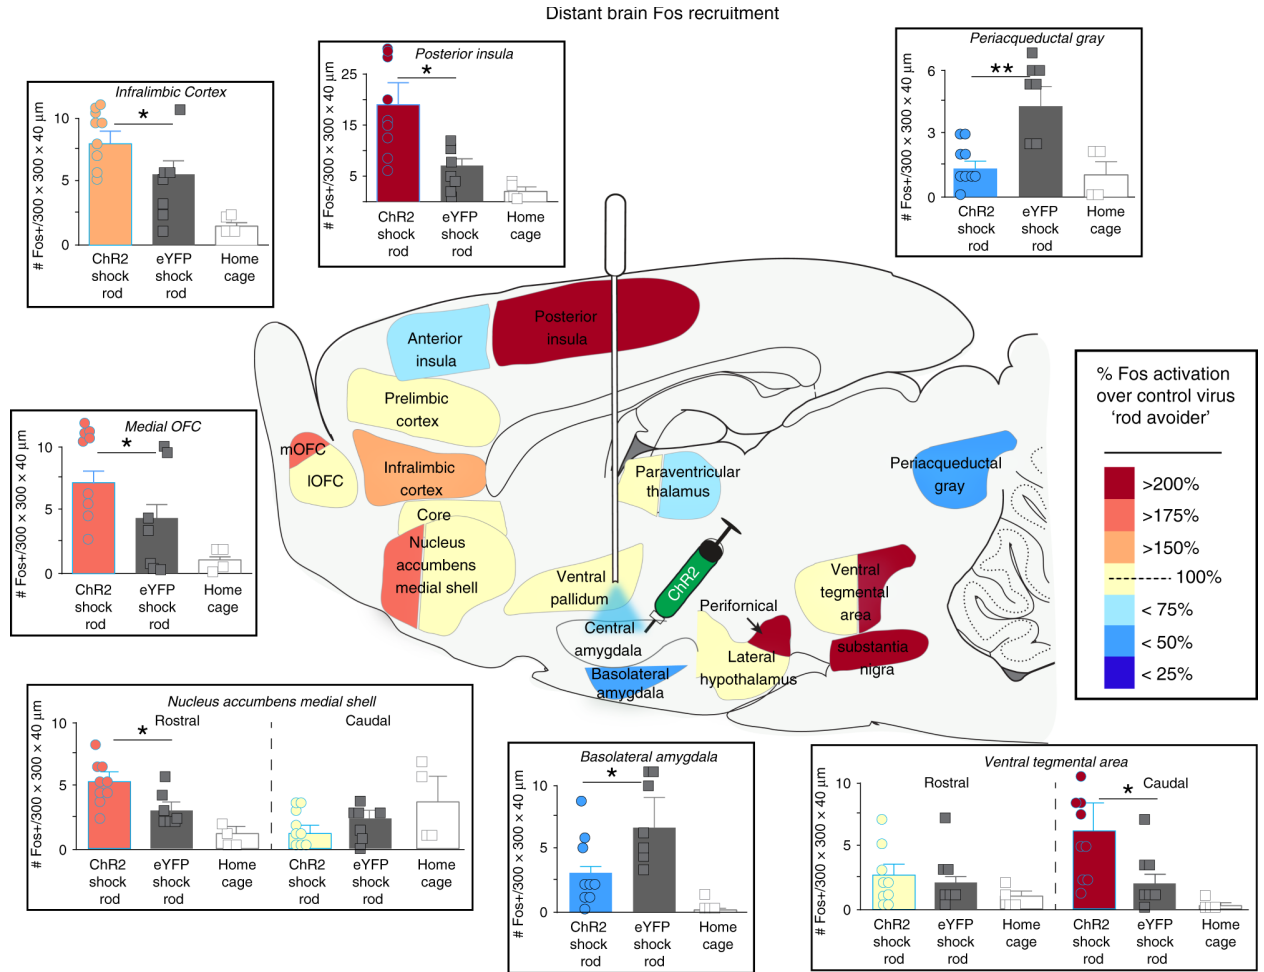 Distant brain Fos recruitment
Infralimbic Cortex
# Fos+/300 × 300 × 40 μm
10
5
0
*
ChR2 shock rod
eYFP shock rod
Home cage
Posterior insula
# Fos+/300 × 300 × 40 μm
25
15
5
*
ChR2 shock rod
eYFP shock rod
Home cage
Periacqueductal gray
# Fos+/300 × 300 × 40 μm
6
3
0
**
ChR2 shock rod
eYFP shock rod
Home cage
Medial OFC
# Fos+/300 × 300 × 40 μm
10
5
0
*
ChR2 shock rod
eYFP shock rod
Home cage
Posterior
insula
Anterior
insula
Prelimbic
cortex
mOFC
lOFC
Infralimbic
cortex
Core
Nucleus
accumbens
medial shell
Paraventricular
thalamus
Periacqueductal
gray
Ventral
pallidum
ChR2
Central
amygdala
Basolateral
amygdala
Perifornical
Lateral
hypothalamus
Ventral
tegmental
area
substantia
nigra
% Fos activation
over control virus
‘rod avoider’
>200%
>175%
>150%
100%
< 75%
< 50%
< 25%
Nucleus accumbens medial shell
Rostral
Caudal
# Fos+/300 × 300 × 40 μm
10
5
0
*
ChR2 shock rod
eYFP shock rod
Home cage
ChR2 shock rod
eYFP shock rod
Home cage
Basolateral amygdala
# Fos+/300 × 300 × 40 μm
10
5
0
*
ChR2 shock rod
eYFP shock rod
Home cage
Ventral tegmental area
Rostral
Caudal
# Fos+/300 × 300 × 40 μm
10
5
0
*
ChR2 shock rod
eYFP shock rod
Home cage
ChR2 shock rod
eYFP shock rod
Home cage